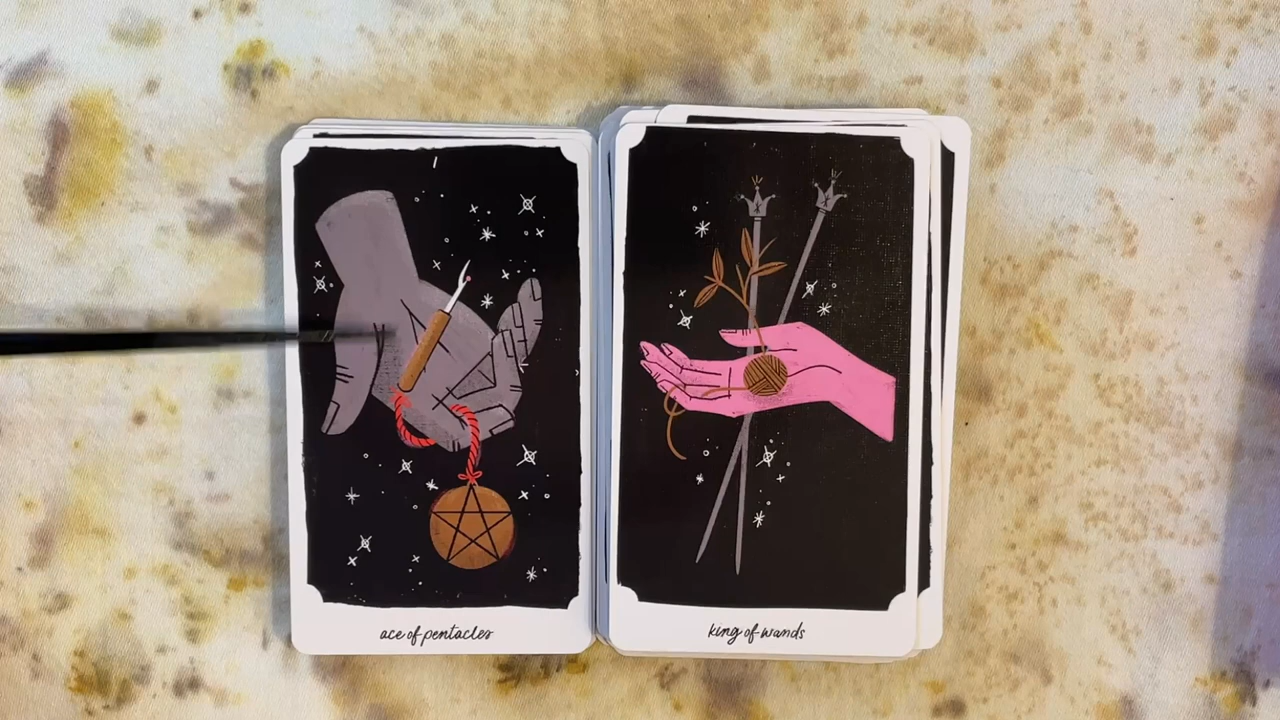 ace of pentacles
king of wands